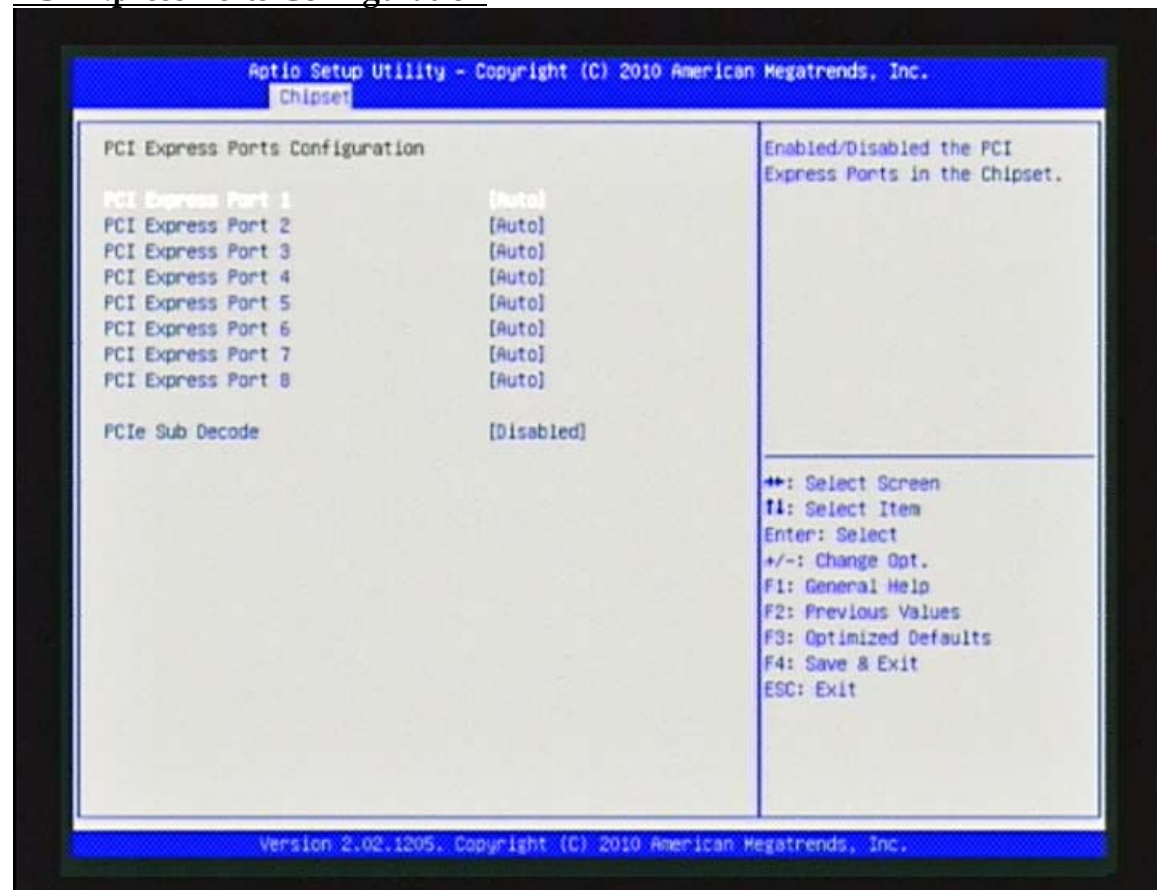 Aptio Setup Utility - Copyright (C) 2010 American Megatrends, Inc.
Chipset
PCI Express Ports Configuration
PCI Express Port 1 [Auto]
PCI Express Port 2 [Auto]
PCI Express Port 3 [Auto]
PCI Express Port 4 [Auto]
PCI Express Port 5 [Auto]
PCI Express Port 6 [Auto]
PCI Express Port 7 [Auto]
PCI Express Port 8 [Auto]
PCIe Sub Decode [Disabled]
Enabled/Disabled the PCI
Express Ports in the Chipset.
→←: Select Screen
↑↓: Select Item
Enter: Select
+/-: Change Opt.
F1: General Help
F2: Previous Values
F3: Optimized Defaults
F4: Save & Exit
ESC: Exit
Version 2.02.1205. Copyright (C) 2010 American Megatrends, Inc.